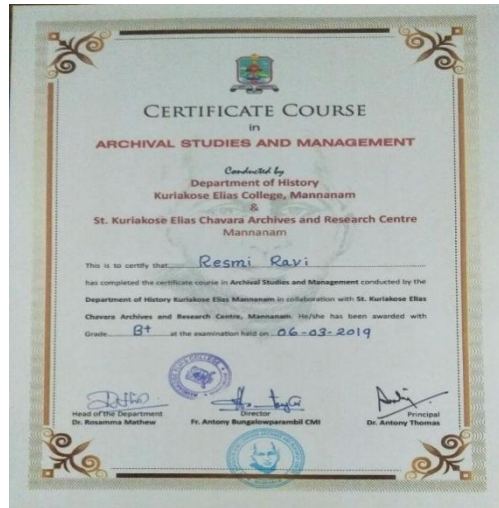 CERTIFICATE COURSE
in
ARCHIVAL STUDIES AND MANAGEMENT
Conducted by
Department of History
Kuriakose Elias College, Mannanam
&
St. Kuriakose Elias Chavara Archives and Research Centre
Mannanam
This is to certify that Resmi Ravi
has completed the certificate course in Archival Studies and Management conducted by the
Department of History Kuriakose Elias Mannanam in collaboration with St. Kuriakose Elias
Chavara Archives and Research Centre, Mannanam. He/she has been awarded with
Grade B+ at the examination held on 06-03-2019
Head of the Department Director Principal
Dr. Rosamma Mathew Fr. Antony Bungalowparambil CMI Dr. Antony Thomas